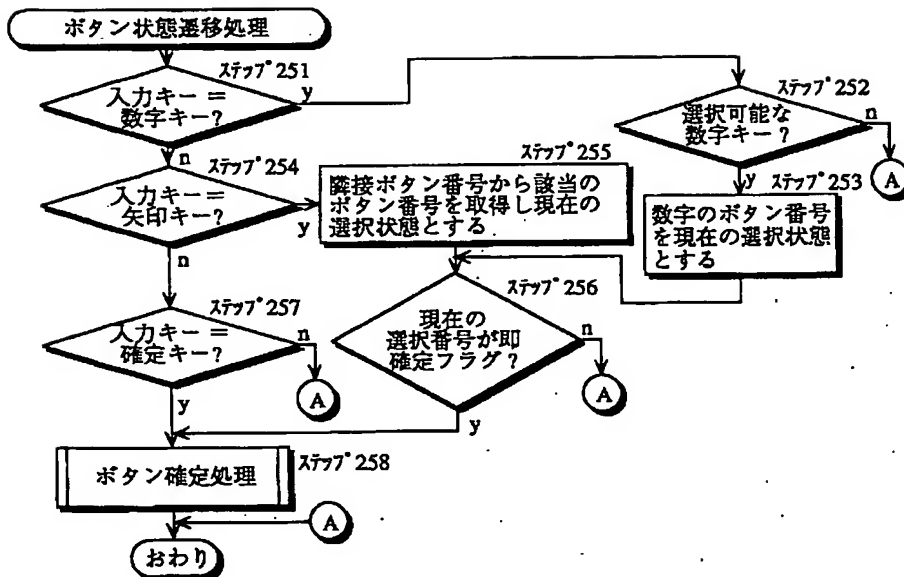 ボタン状態遷移処理
ステップ251
入力キー＝
数字キー？
y
n
ステップ252
選択可能な
数字キー？
n
A
y
ステップ253
数字のボタン番号
を現在の選択状態
とする
ステップ254
入力キー＝
矢印キー？
y
n
ステップ255
隣接ボタン番号から該当の
ボタン番号を取得し現在の
選択状態とする
ステップ256
現在の
選択番号が即
確定フラグ？
n
A
y
ステップ257
入力キー＝
確定キー？
n
A
y
ステップ258
ボタン確定処理
A
おわり